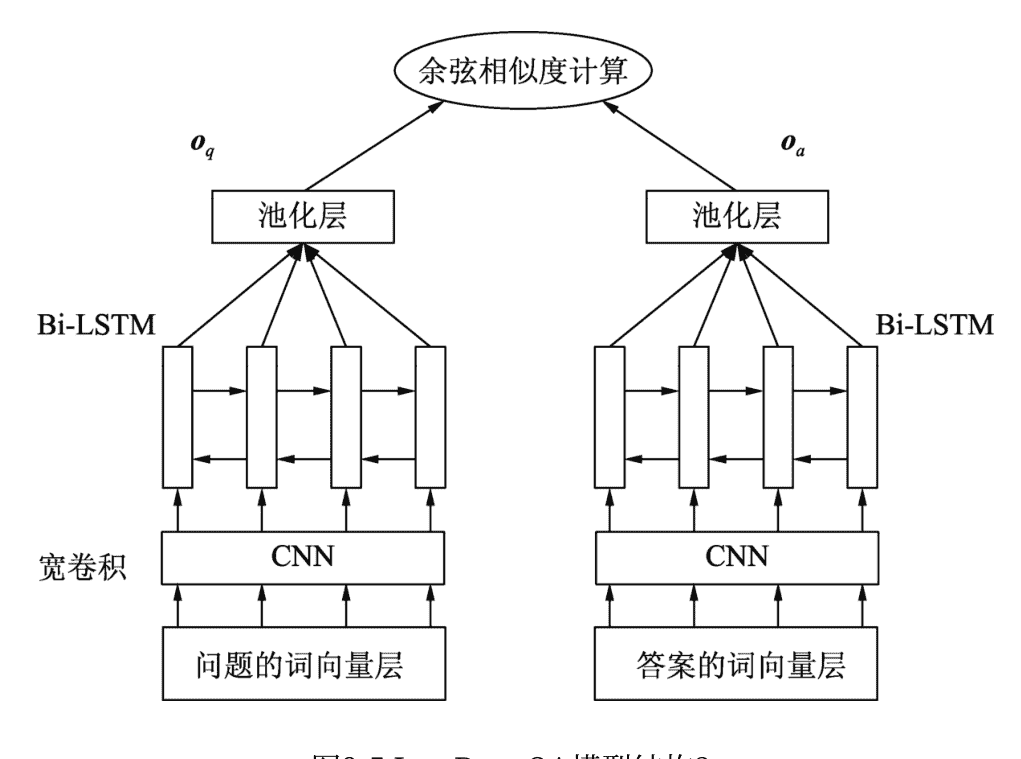 余弦相似度计算
o_q
o_a
池化层
池化层
Bi-LSTM
Bi-LSTM
宽卷积
CNN
CNN
问题的词向量层
答案的词向量层